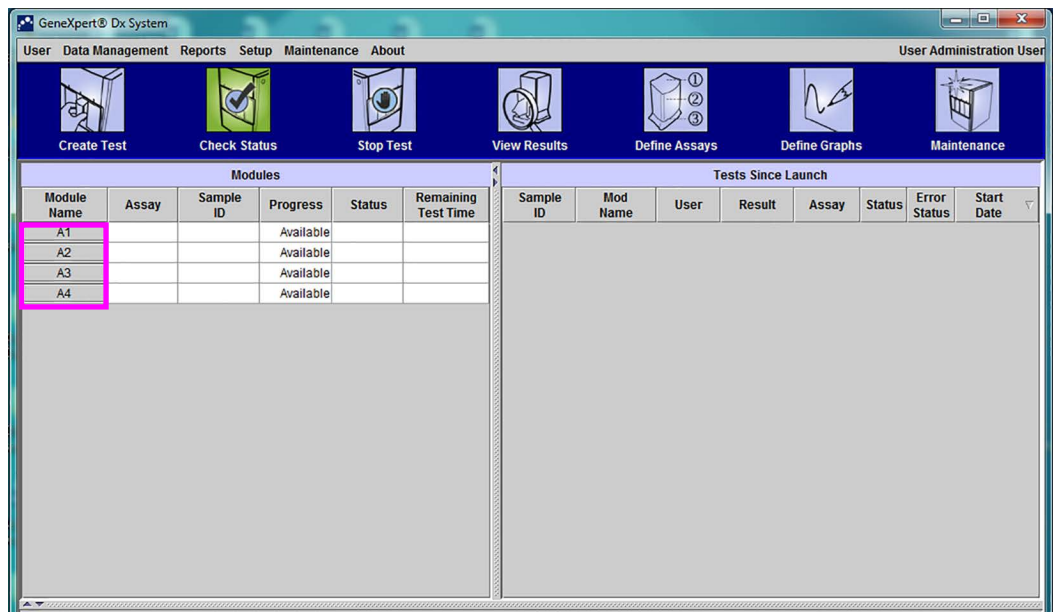 GeneXpert® Dx System
User Data Management Reports Setup Maintenance About User Administration User
Create Test Check Status Stop Test View Results Define Assays Define Graphs Maintenance
Modules
Module Name Assay Sample ID Progress Status Remaining Test Time
A1 Available
A2 Available
A3 Available
A4 Available
Tests Since Launch
Sample ID Mod Name User Result Assay Status Error Status Start Date